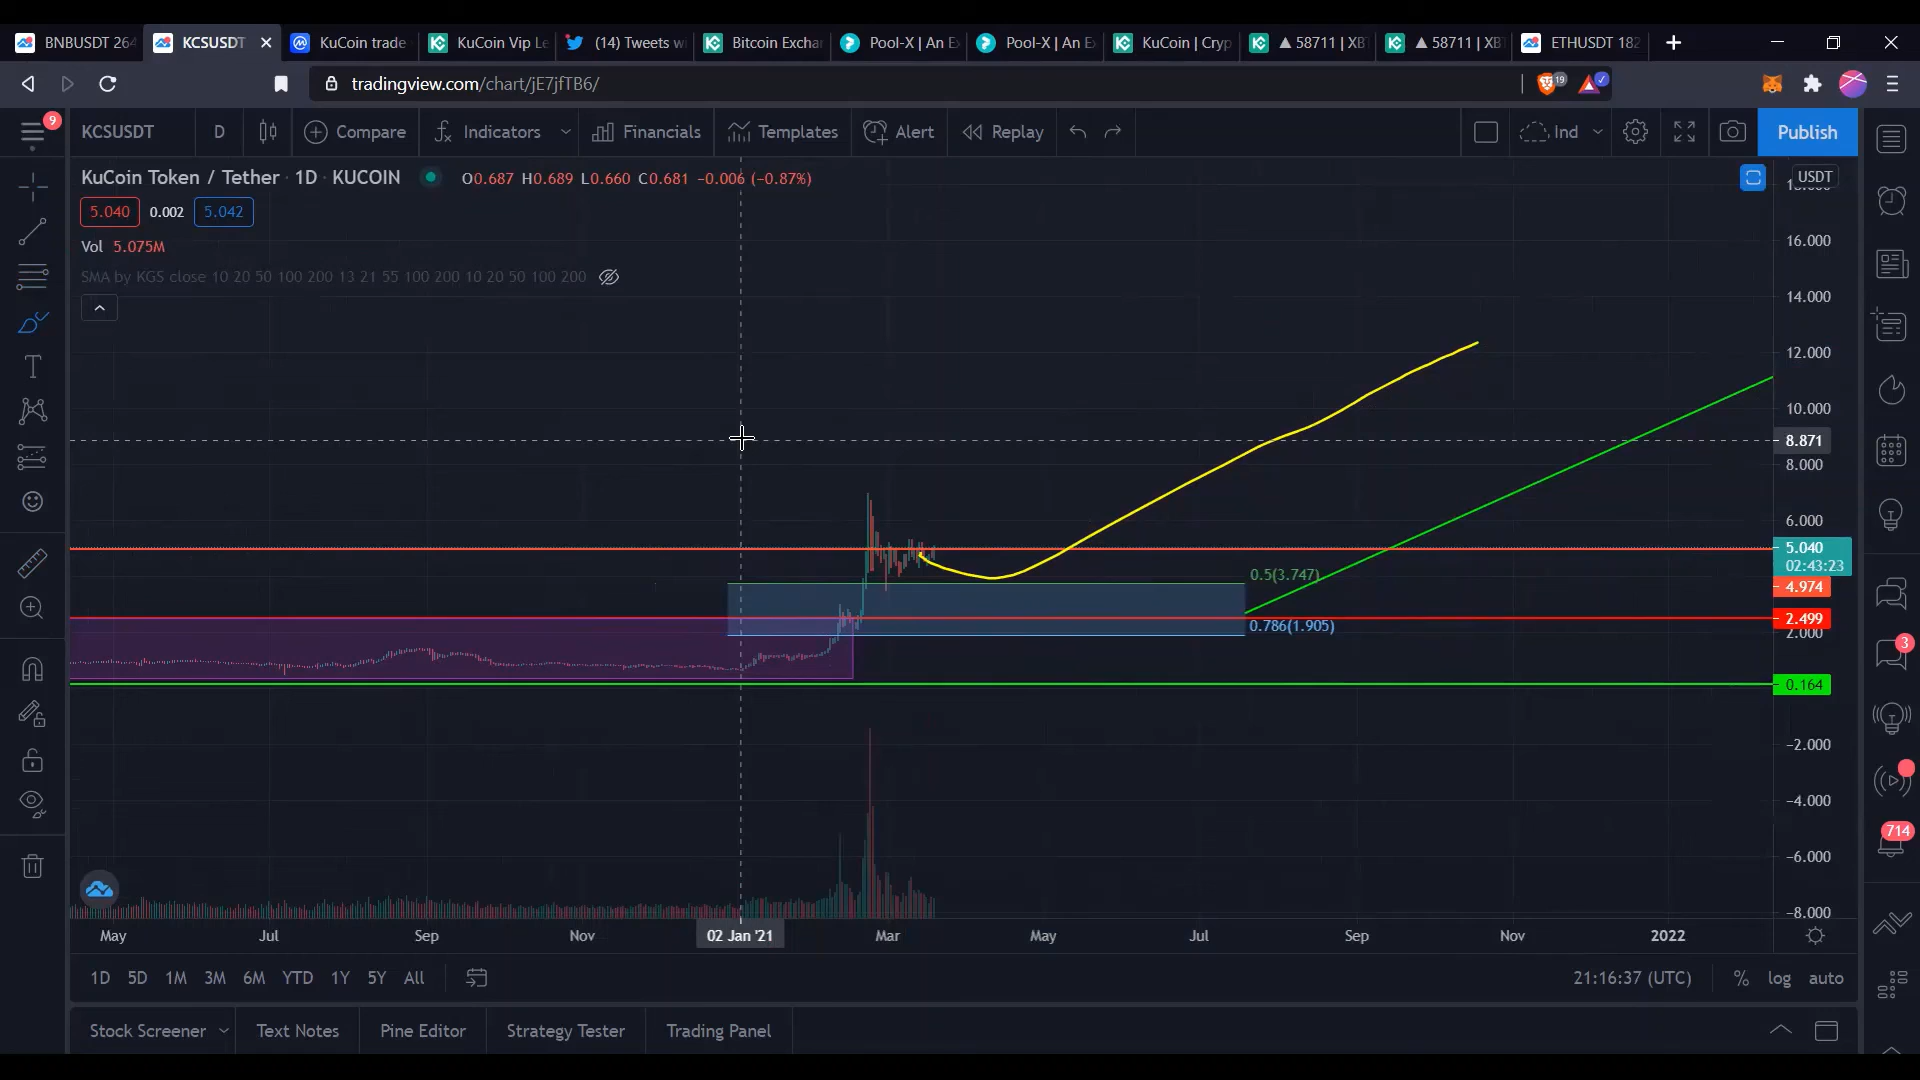 BNBUSDT 264
KCSUSDT
KuCoin trade
KuCoin Vip Le
(14) Tweets w
Bitcoin Excha
Pool-X | An E
Pool-X | An E
KuCoin | Cryp
▲ 58711 | XBT
▲ 58711 | XBT
ETHUSDT 182
tradingview.com/chart/jE7jfTB6/
19
9
KCSUSDT
D
Compare
Indicators
Financials
Templates
Alert
Replay
Ind
Publish
KuCoin Token / Tether · 1D · KUCOIN
O0.687 H0.689 L0.660 C0.681 −0.006 (−0.87%)
USDT
5.040 0.002 5.042
Vol 5.075M
SMA by KGS close 10 20 50 100 200 13 21 55 100 200 10 20 50 100 200
16.000
14.000
12.000
10.000
8.871
8.000
6.000
5.040
02:43:23
0.5(3.747)
4.974
2.499
0.786(1.905)
2.000
0.164
−2.000
−4.000
−6.000
−8.000
3
714
May
Jul
Sep
Nov
02 Jan '21
Mar
May
Jul
Sep
Nov
2022
1D 5D 1M 3M 6M YTD 1Y 5Y All
21:16:37 (UTC)
% log auto
Stock Screener
Text Notes
Pine Editor
Strategy Tester
Trading Panel